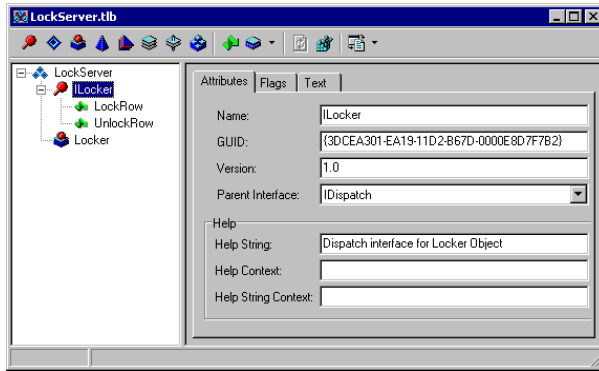 LockServer.tlb
LockServer
ILocker
LockRow
UnlockRow
Locker
Attributes Flags Text
Name: ILocker
GUID: {3DCEA301-EA19-11D2-B67D-0000E8D7F7B2}
Version: 1.0
Parent Interface: IDispatch
Help
Help String: Dispatch interface for Locker Object
Help Context:
Help String Context: